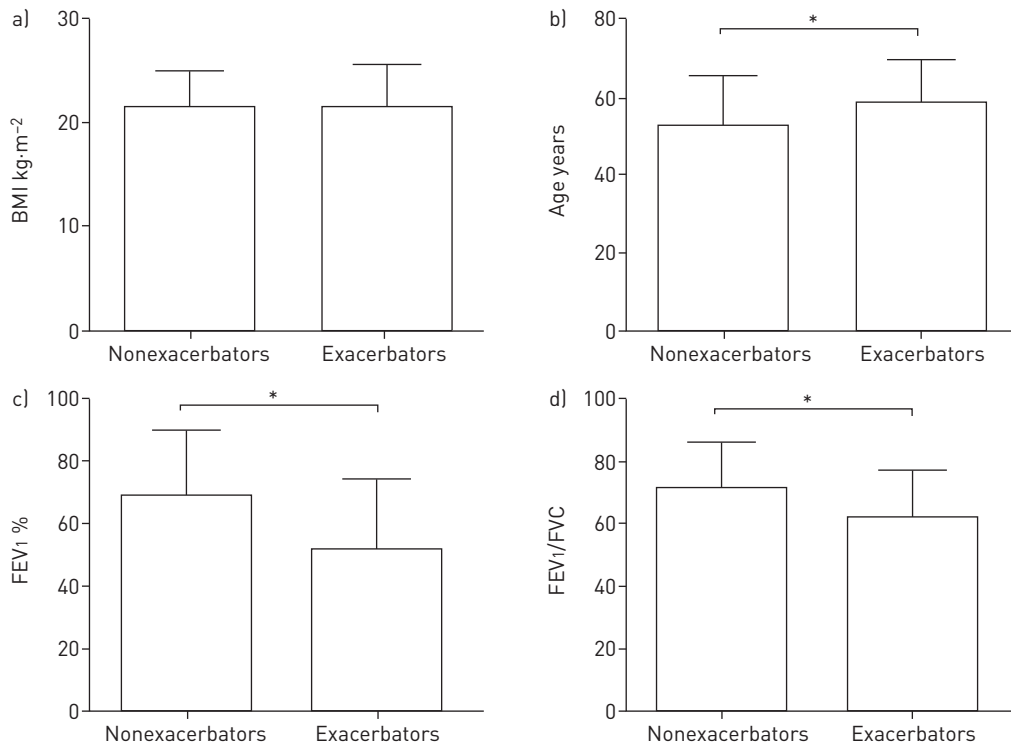 a)
30
20
10
0
BMI kg·m⁻²
Nonexacerbators
Exacerbators
b)
80
60
40
20
0
Age years
*
Nonexacerbators
Exacerbators
c)
100
80
60
40
20
0
FEV₁ %
*
Nonexacerbators
Exacerbators
d)
100
80
60
40
20
0
FEV₁/FVC
*
Nonexacerbators
Exacerbators